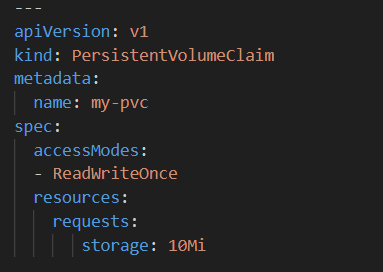 ---
apiVersion: v1
kind: PersistentVolumeClaim
metadata:
  name: my-pvc
spec:
  accessModes:
  - ReadWriteOnce
  resources:
    requests:
       storage: 10Mi